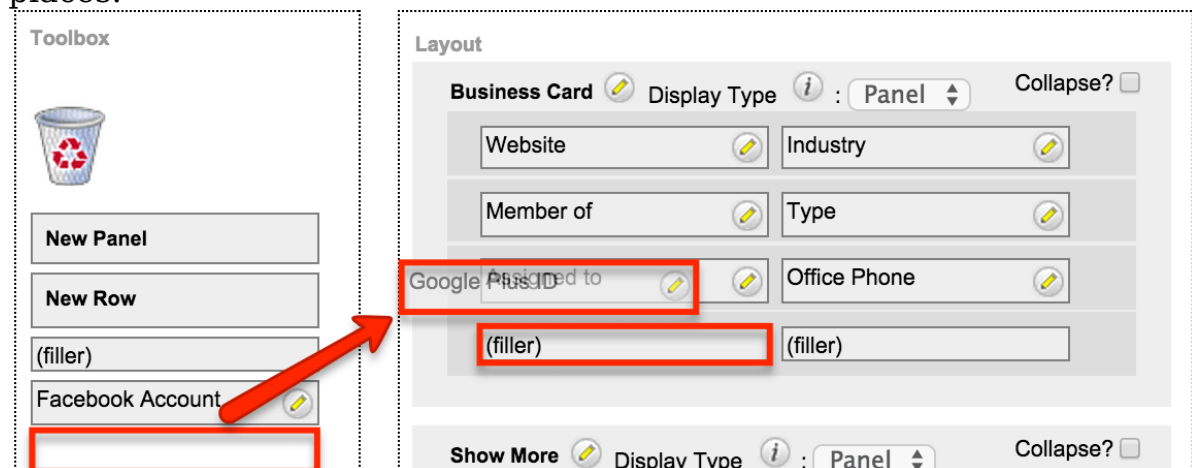 places.
Toolbox
New Panel
New Row
(filler)
Facebook Account
Layout
Business Card Display Type i : Panel Collapse?
Website Industry
Member of Type
Google Plus ID Assigned to Office Phone
(filler) (filler)
Show More Display Type i : Panel Collapse?